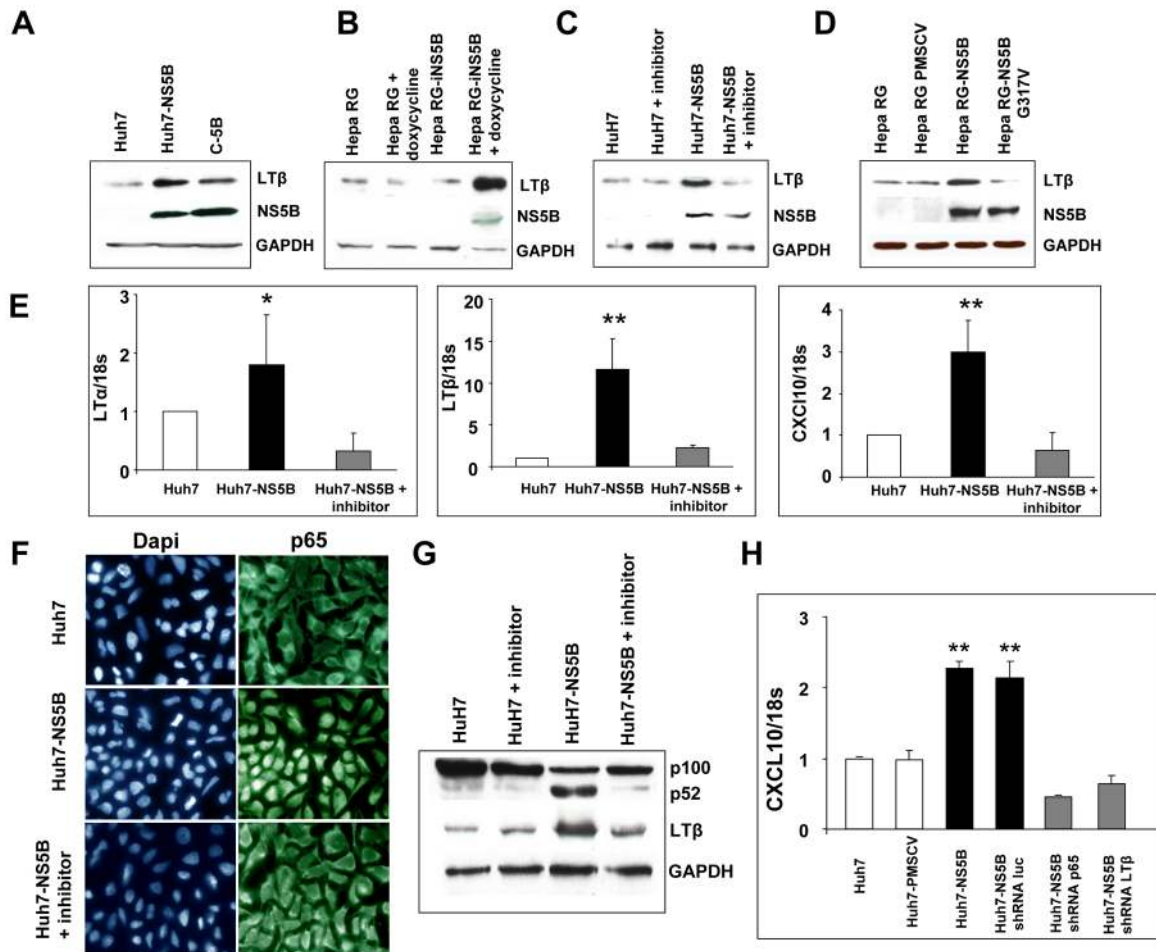 A
Huh7
Huh7-NS5B
C-5B
LTβ
NS5B
GAPDH
B
Hepa RG
Hepa RG +
doxycycline
Hepa RG-iNS5B
Hepa RG-iNS5B
+ doxycycline
LTβ
NS5B
GAPDH
C
HuH7
HuH7 + inhibitor
HuH7-NS5B
Huh7-NS5B
+ inhibitor
LTβ
NS5B
GAPDH
D
Hepa RG
Hepa RG PMSCV
Hepa RG-NS5B
Hepa RG-NS5B
G317V
LTβ
NS5B
GAPDH
E
LTα/18s
3
2
1
0
*
Huh7
Huh7-NS5B
Huh7-NS5B +
inhibitor
LTβ/18s
20
15
10
5
0
**
Huh7
Huh7-NS5B
Huh7-NS5B +
inhibitor
CXCl10/18s
4
3
2
1
0
**
Huh7
Huh7-NS5B
Huh7-NS5B +
inhibitor
F
Dapi
p65
Huh7
Huh7-NS5B
Huh7-NS5B
+ inhibitor
G
HuH7
HuH7 + inhibitor
HuH7-NS5B
Huh7-NS5B + inhibitor
p100
p52
LTβ
GAPDH
H
CXCL10/18s
3
2
1
0
**
**
Huh7
Huh7-PMSCV
Huh7-NS5B
Huh7-NS5B
shRNA luc
Huh7-NS5B
shRNA p65
Huh7-NS5B
shRNA LTβ